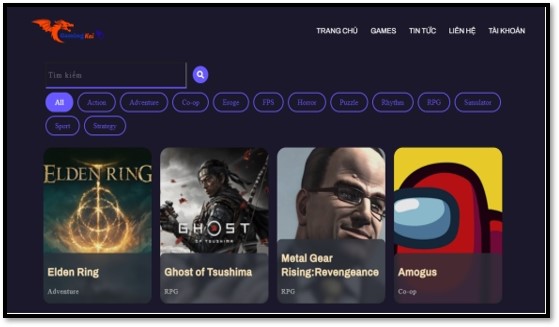 Gaming Kai
TRANG CHỦ GAMES TIN TỨC LIÊN HỆ TÀI KHOẢN
Tìm kiếm
All Action Adventure Co-op Eroge FPS Horror Puzzle Rhythm RPG Simulator
Sport Strategy
ELDEN RING
GHOST
OF TSUSHIMA
Elden Ring Ghost of Tsushima Metal Gear Rising:Revengeance Amogus
Adventure RPG RPG Co-op